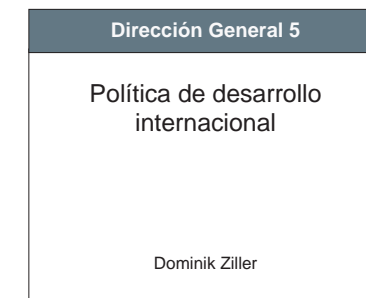 Dirección General 5
Política de desarrollo
internacional
Dominik Ziller